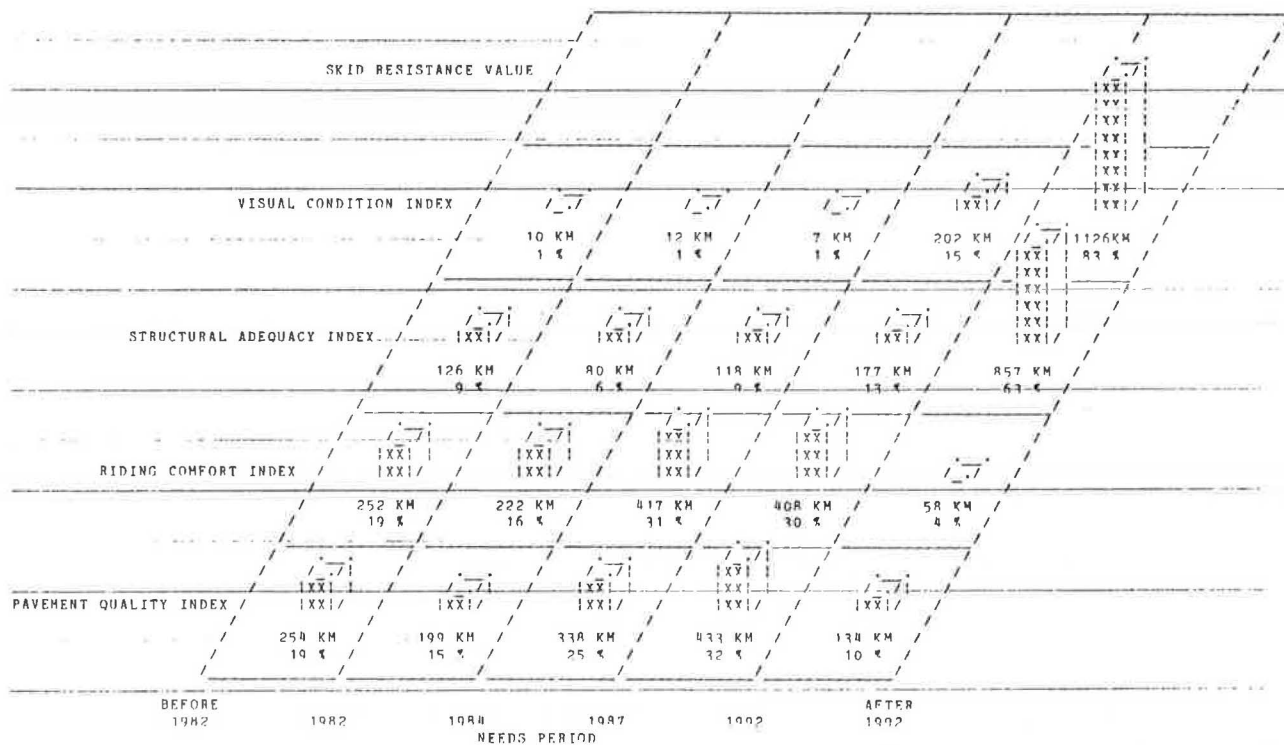 SKID RESISTANCE VALUE
VISUAL CONDITION INDEX
10 KM 12 KM 7 KM 202 KM 1126KM
1 % 1 % 1 % 15 % 83 %
STRUCTURAL ADEQUACY INDEX
126 KM 80 KM 118 KM 177 KM 857 KM
9 % 6 % 9 % 13 % 63 %
RIDING COMFORT INDEX
252 KM 222 KM 417 KM 408 KM 58 KM
19 % 16 % 31 % 30 % 4 %
PAVEMENT QUALITY INDEX
254 KM 199 KM 338 KM 433 KM 134 KM
19 % 15 % 25 % 32 % 10 %
BEFORE AFTER
1982 1982 1984 1987 1992 1992
NEEDS PERIOD